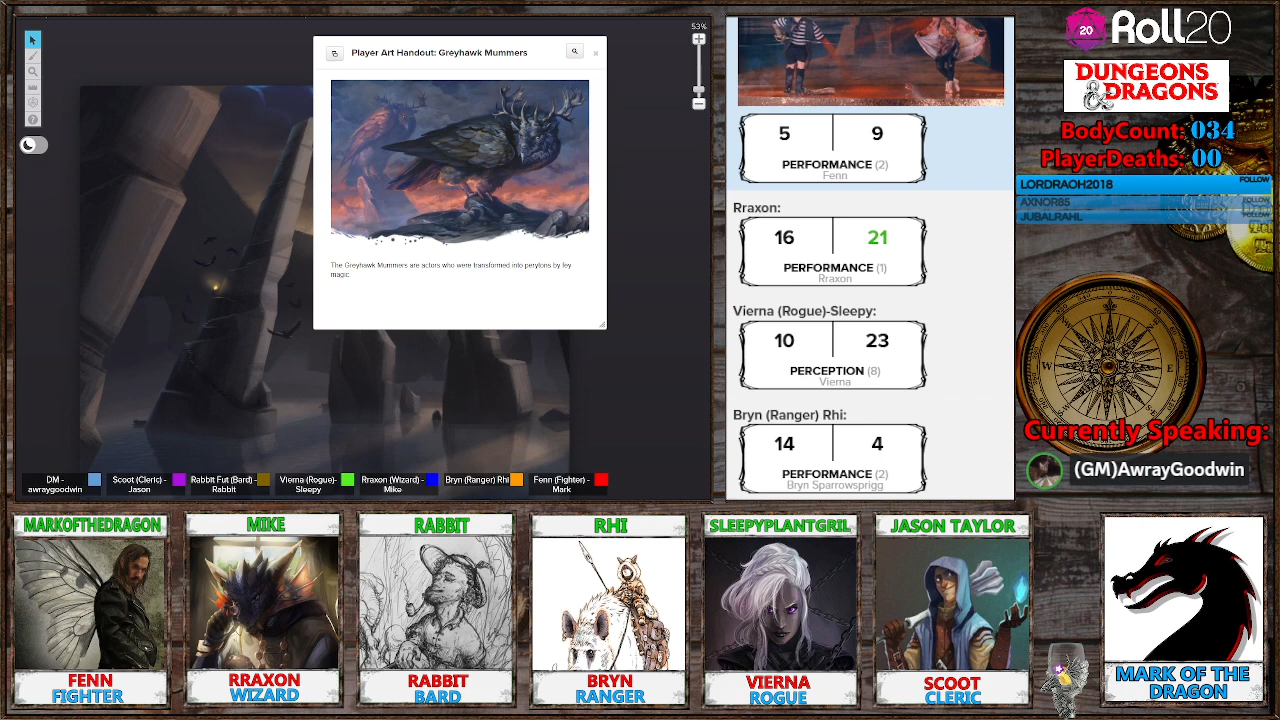 53%
Player Art Handout: Greyhawk Mummers
The Greyhawk Mummers are actors who were transformed into perytons by fey
magic.
DM -
awraygoodwin
Scoot (Cleric) -
Jason
Rabbit Fut (Bard) -
Rabbit
Vierna (Rogue)-
Sleepy
Rraxon (Wizard) -
Mike
Bryn (Ranger) Rhi
Fenn (Fighter) -
Mark
5 9
PERFORMANCE (2)
Fenn
Rraxon:
16 21
PERFORMANCE (1)
Rraxon
Vierna (Rogue)-Sleepy:
10 23
PERCEPTION (8)
Vierna
Bryn (Ranger) Rhi:
14 4
PERFORMANCE (2)
Bryn Sparrowsprigg
20 Roll20
DUNGEONS
& DRAGONS
BodyCount: 034
PlayerDeaths: 00
LORDRAOH2018 FOLLOW
AXNOR85 FOLLOW
JUBALRAHL FOLLOW
W E
Currently Speaking:
(GM)AwrayGoodwin
MARKOFTHEDRAGON
FENN
FIGHTER
MIKE
RRAXON
WIZARD
RABBIT
RABBIT
BARD
RHI
BRYN
RANGER
SLEEPYPLANTGRIL
VIERNA
ROGUE
JASON TAYLOR
SCOOT
CLERIC
MARK OF THE
DRAGON